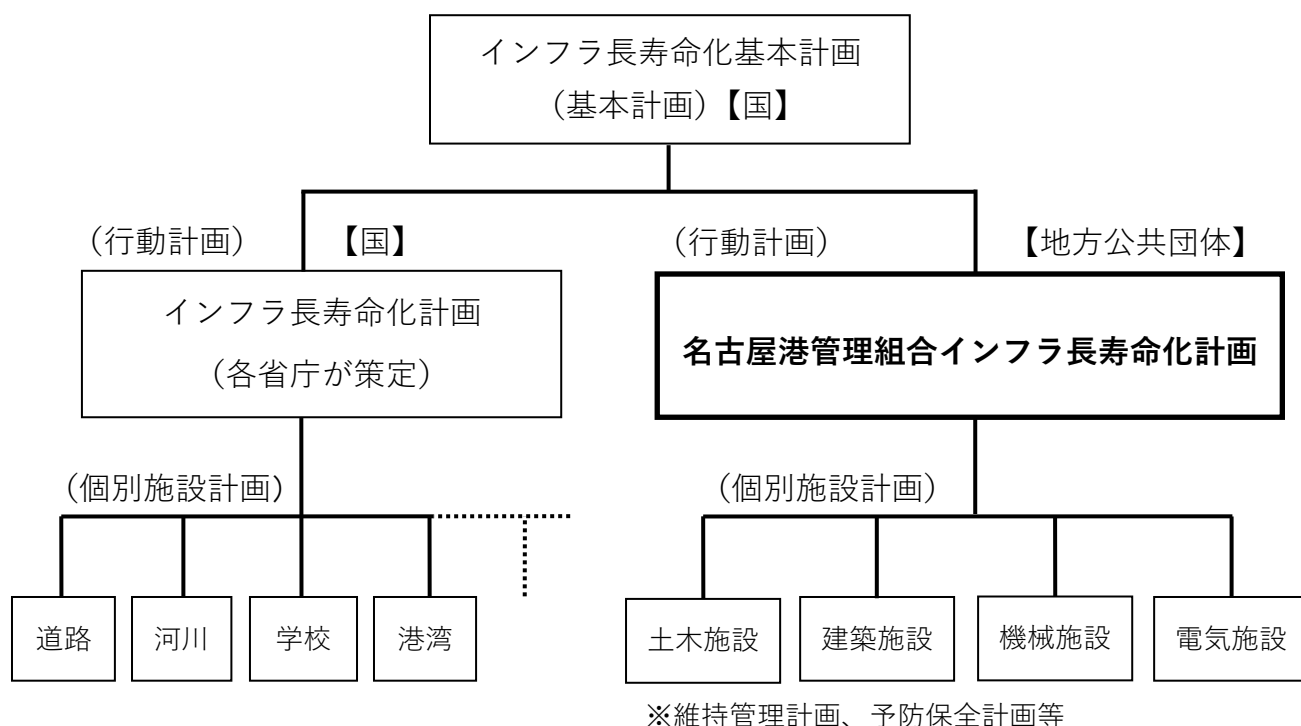 インフラ長寿命化基本計画
（基本計画）【国】
（行動計画） 【国】
インフラ長寿命化計画
（各省庁が策定）
（行動計画） 【地方公共団体】
名古屋港管理組合インフラ長寿命化計画
（個別施設計画）
道路 河川 学校 港湾
（個別施設計画）
土木施設 建築施設 機械施設 電気施設
※維持管理計画、予防保全計画等